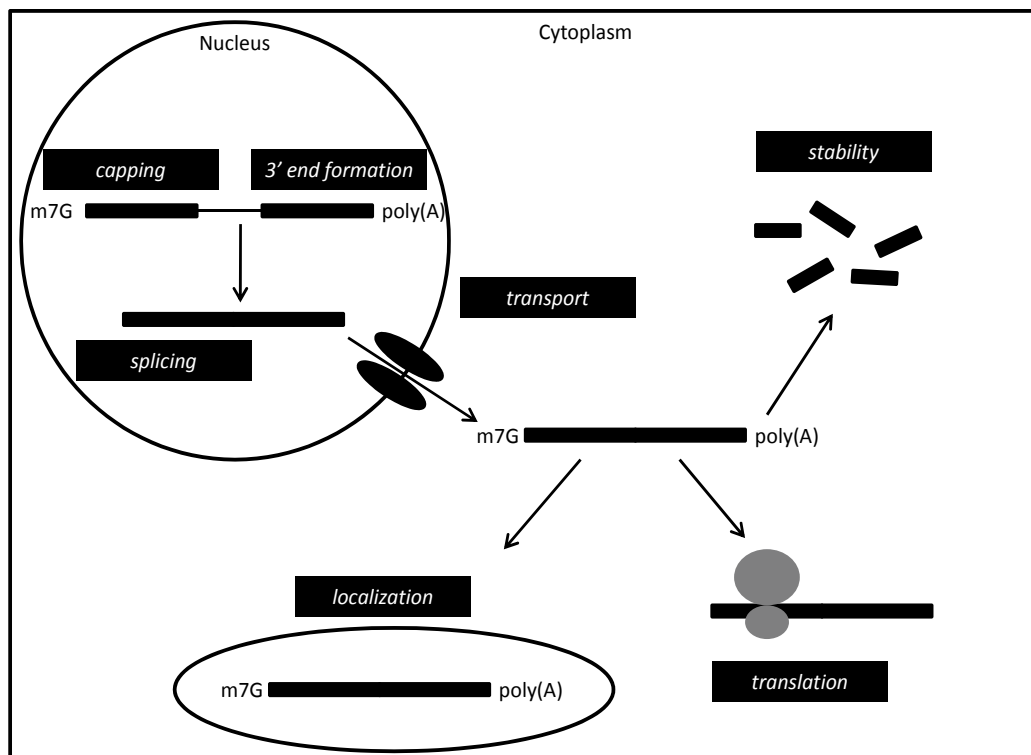 Nucleus
Cytoplasm
capping
3’ end formation
stability
m7G
poly(A)
transport
splicing
m7G
poly(A)
localization
translation
m7G
poly(A)